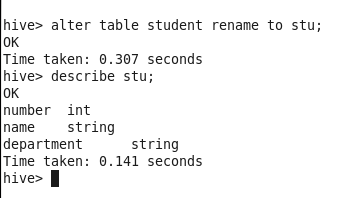 hive> alter table student rename to stu;
OK
Time taken: 0.307 seconds
hive> describe stu;
OK
number  int
name    string
department      string
Time taken: 0.141 seconds
hive>